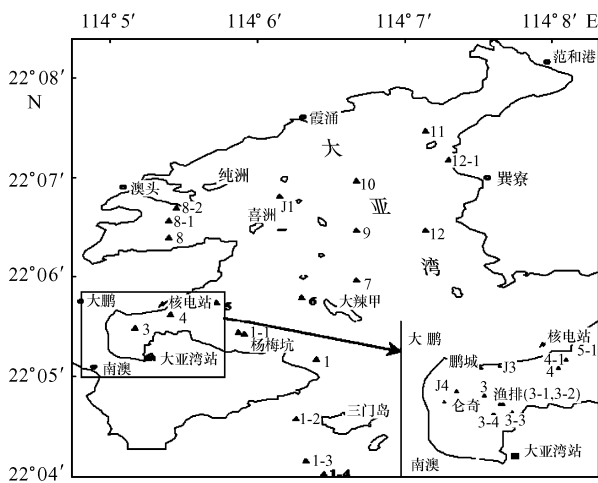 114°5′ 114°6′ 114°7′ 114°8′ E
22°08′
N
22°07′
22°06′
22°05′
22°04′
范和港
霞涌
大
亚
湾
11
12-1
巽寮
纯洲
澳头
8-2
8-1
8
喜洲
J1
10
9
12
7
6
大辣甲
大鹏
核电站
5
4
3
1-1
杨梅坑
大亚湾站
南澳
1
1-2
三门岛
1-3
1-4
大鹏
核电站
5-1
鹏城
J3
4-1
4
J4
3
渔排(3-1,3-2)
仑奇
3-4
3-3
大亚湾站
南澳